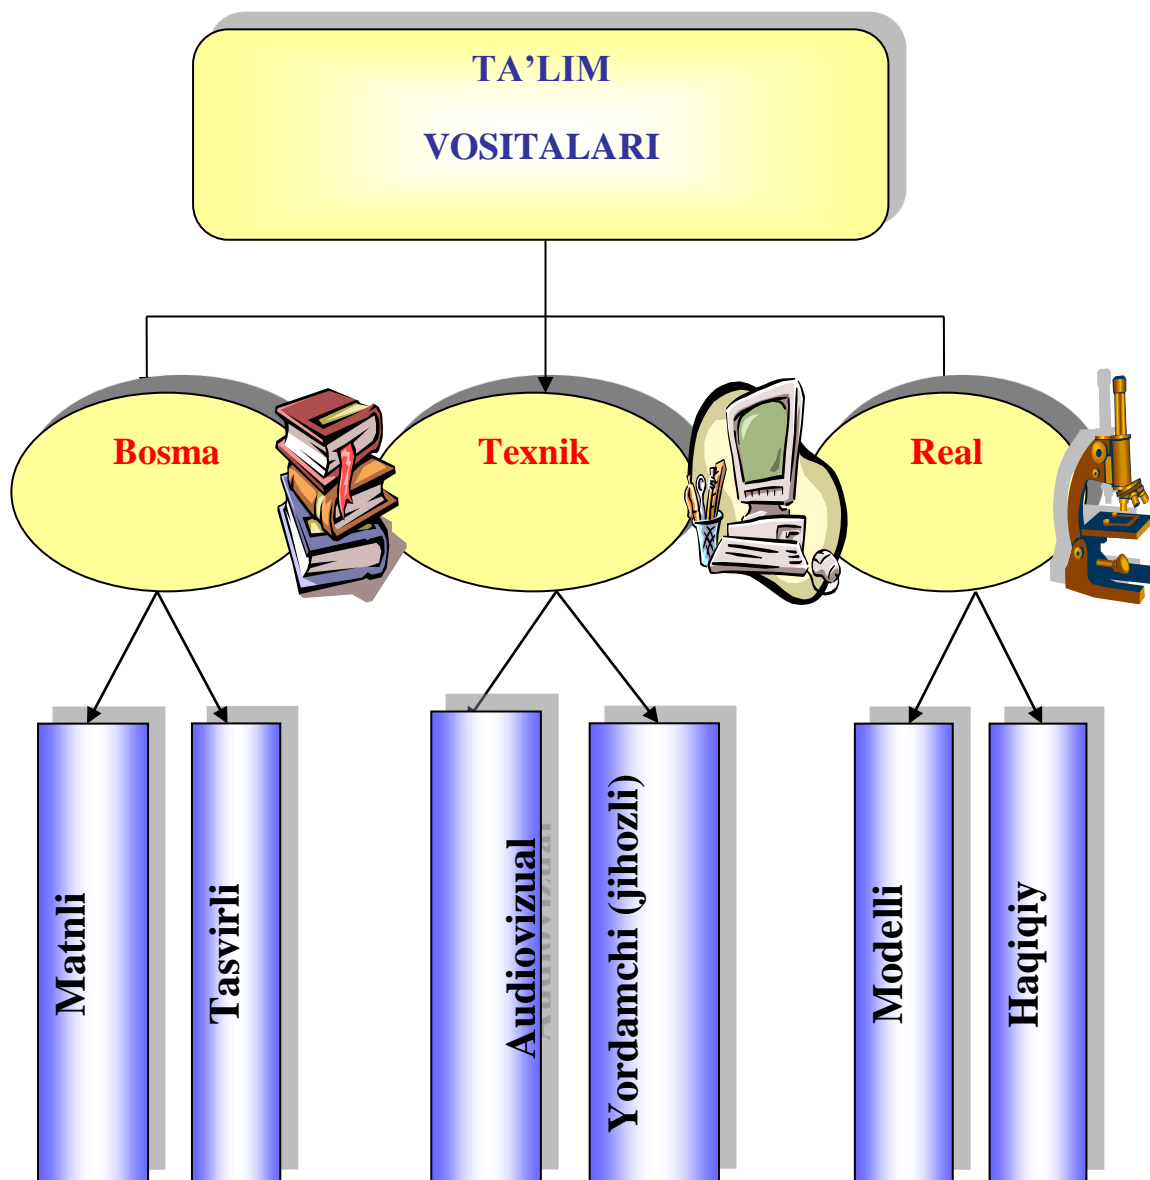 TA’LIM
VOSITALARI
Bosma
Texnik
Real
Matnli
Tasvirli
Audiovizual
Yordamchi (jihozli)
Modelli
Haqiqiy